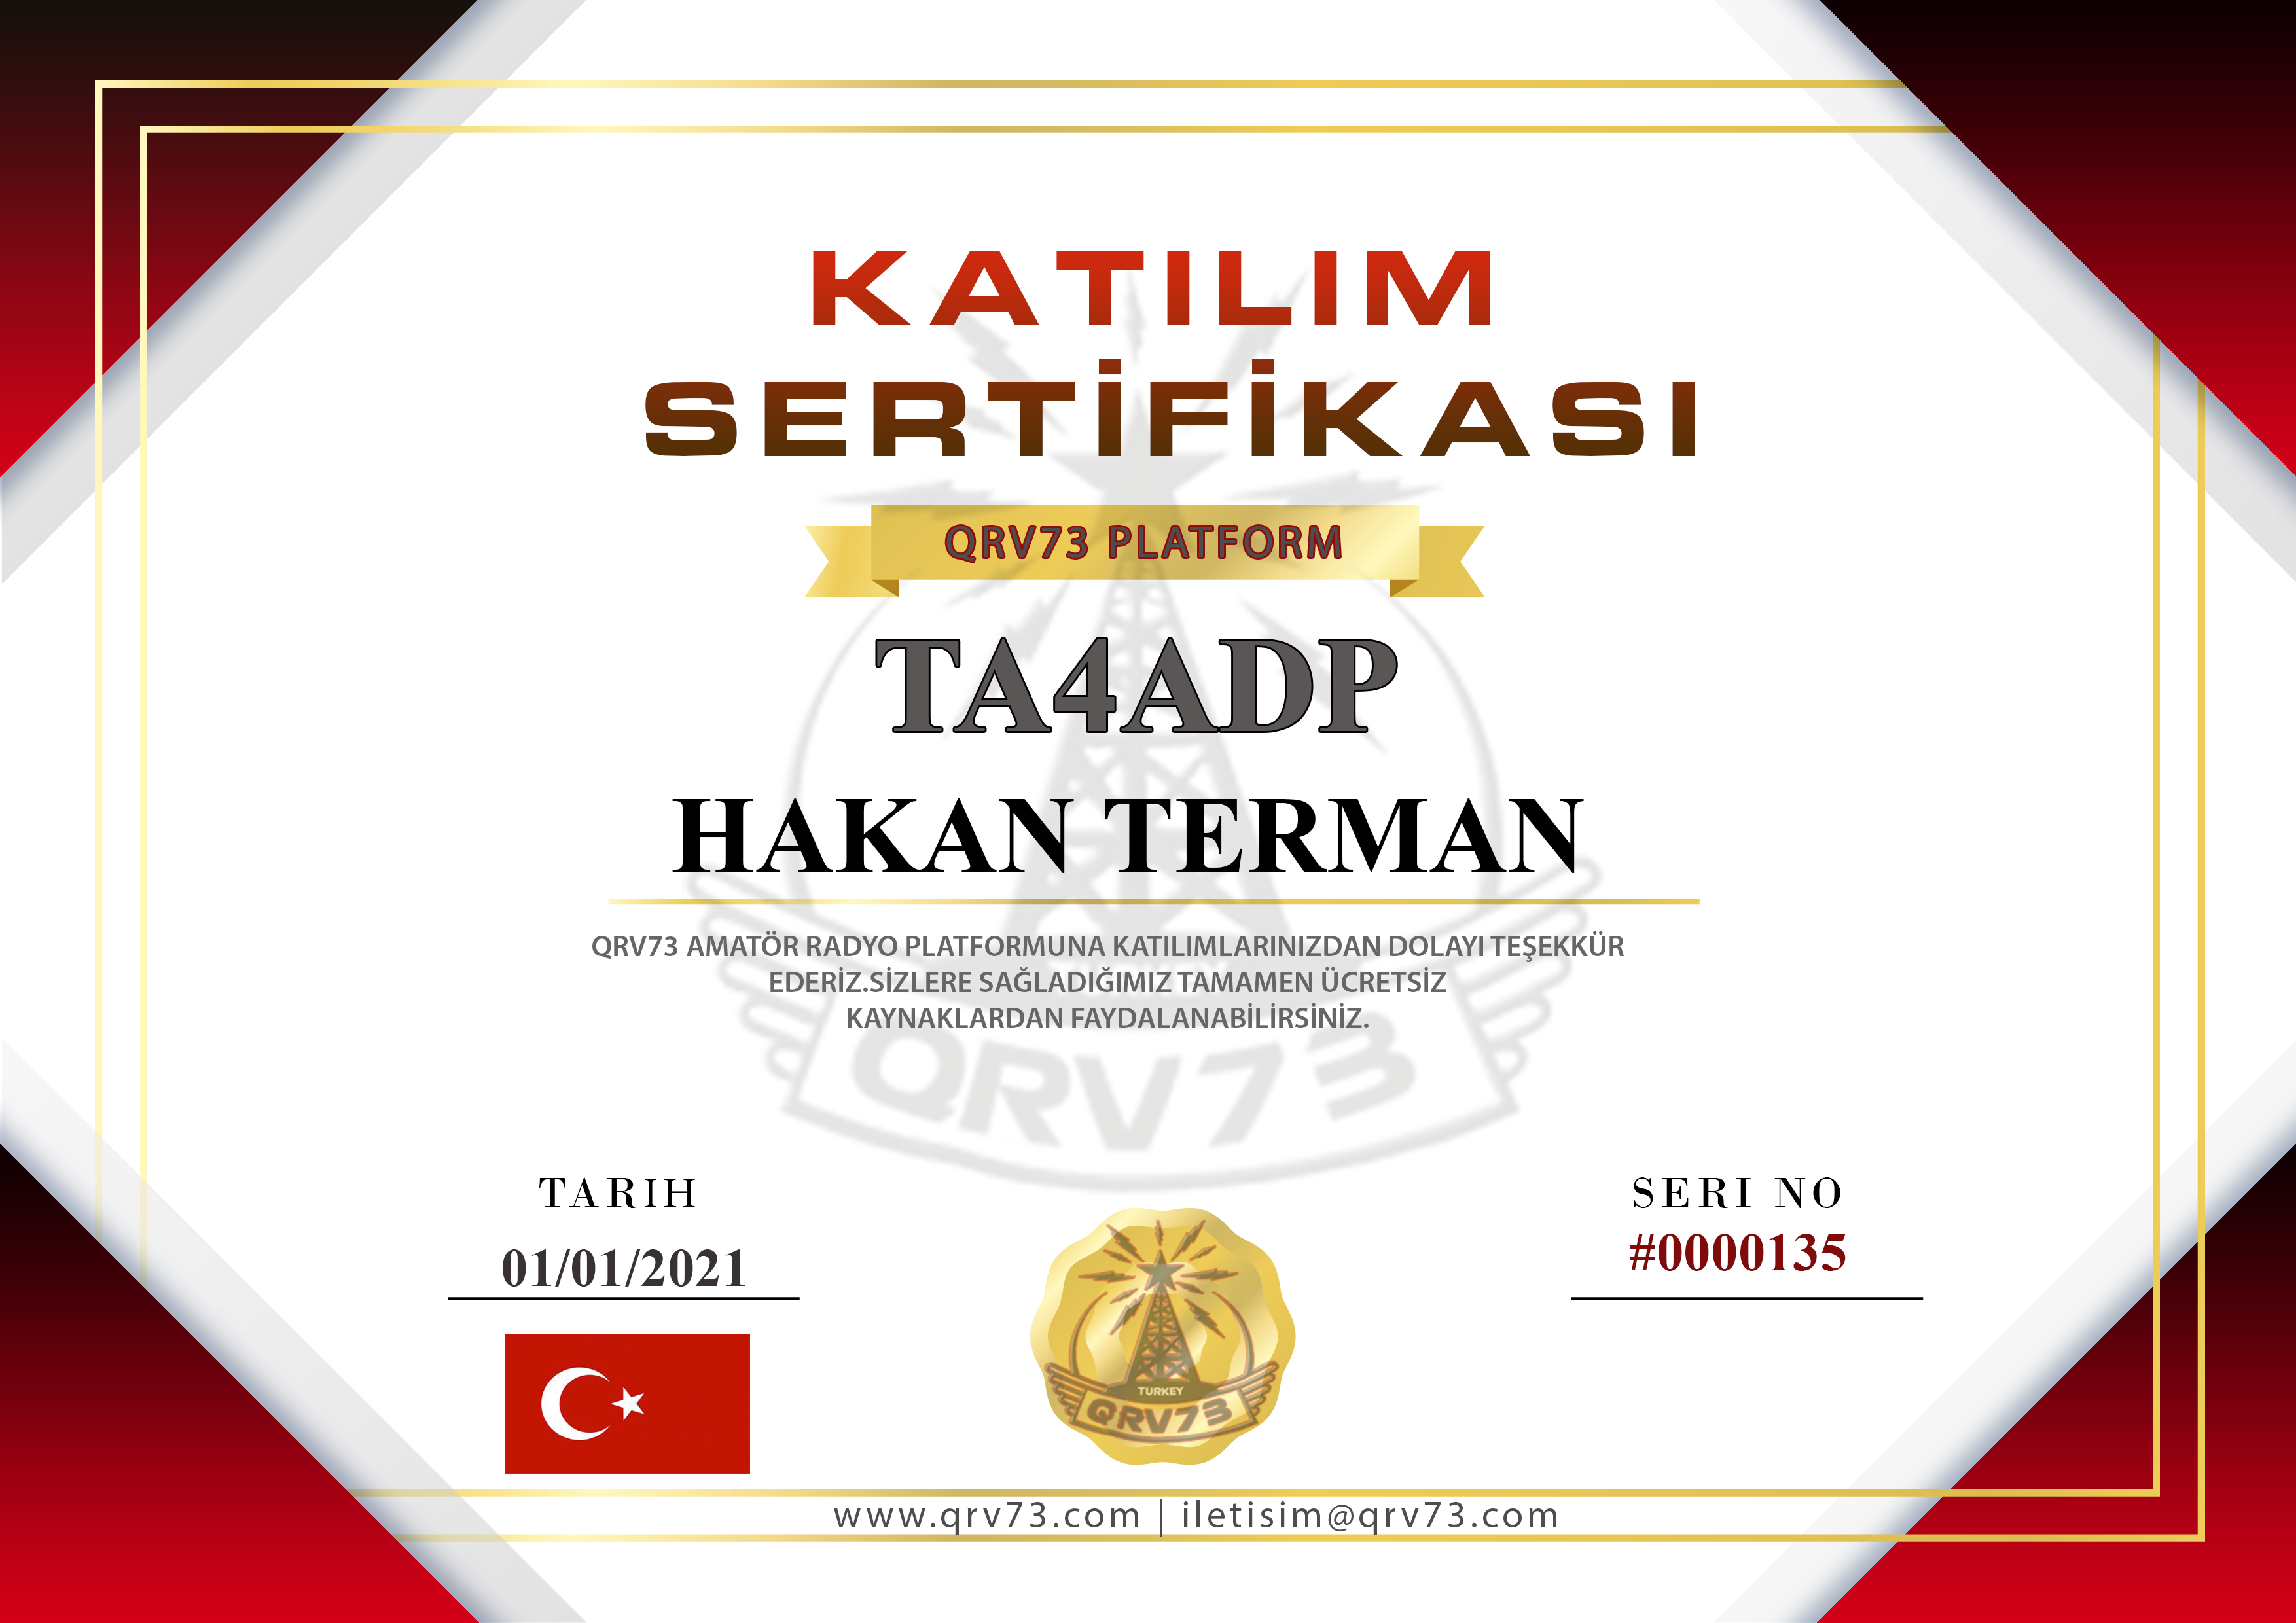 KATILIM
SERTİFİKASI
QRV73 PLATFORM
TA4ADP
HAKAN TERMAN
QRV73 AMATÖR RADYO PLATFORMUNA KATILIMLARINIZDAN DOLAYI TEŞEKKÜR
EDERİZ.SİZLERE SAĞLADIĞIMIZ TAMAMEN ÜCRETSİZ
KAYNAKLARDAN FAYDALANABİLİRSİNİZ.
QRV73
TARIH
01/01/2021
SERI NO
#0000135
TURKEY
QRV73
www.qrv73.com | iletisim@qrv73.com